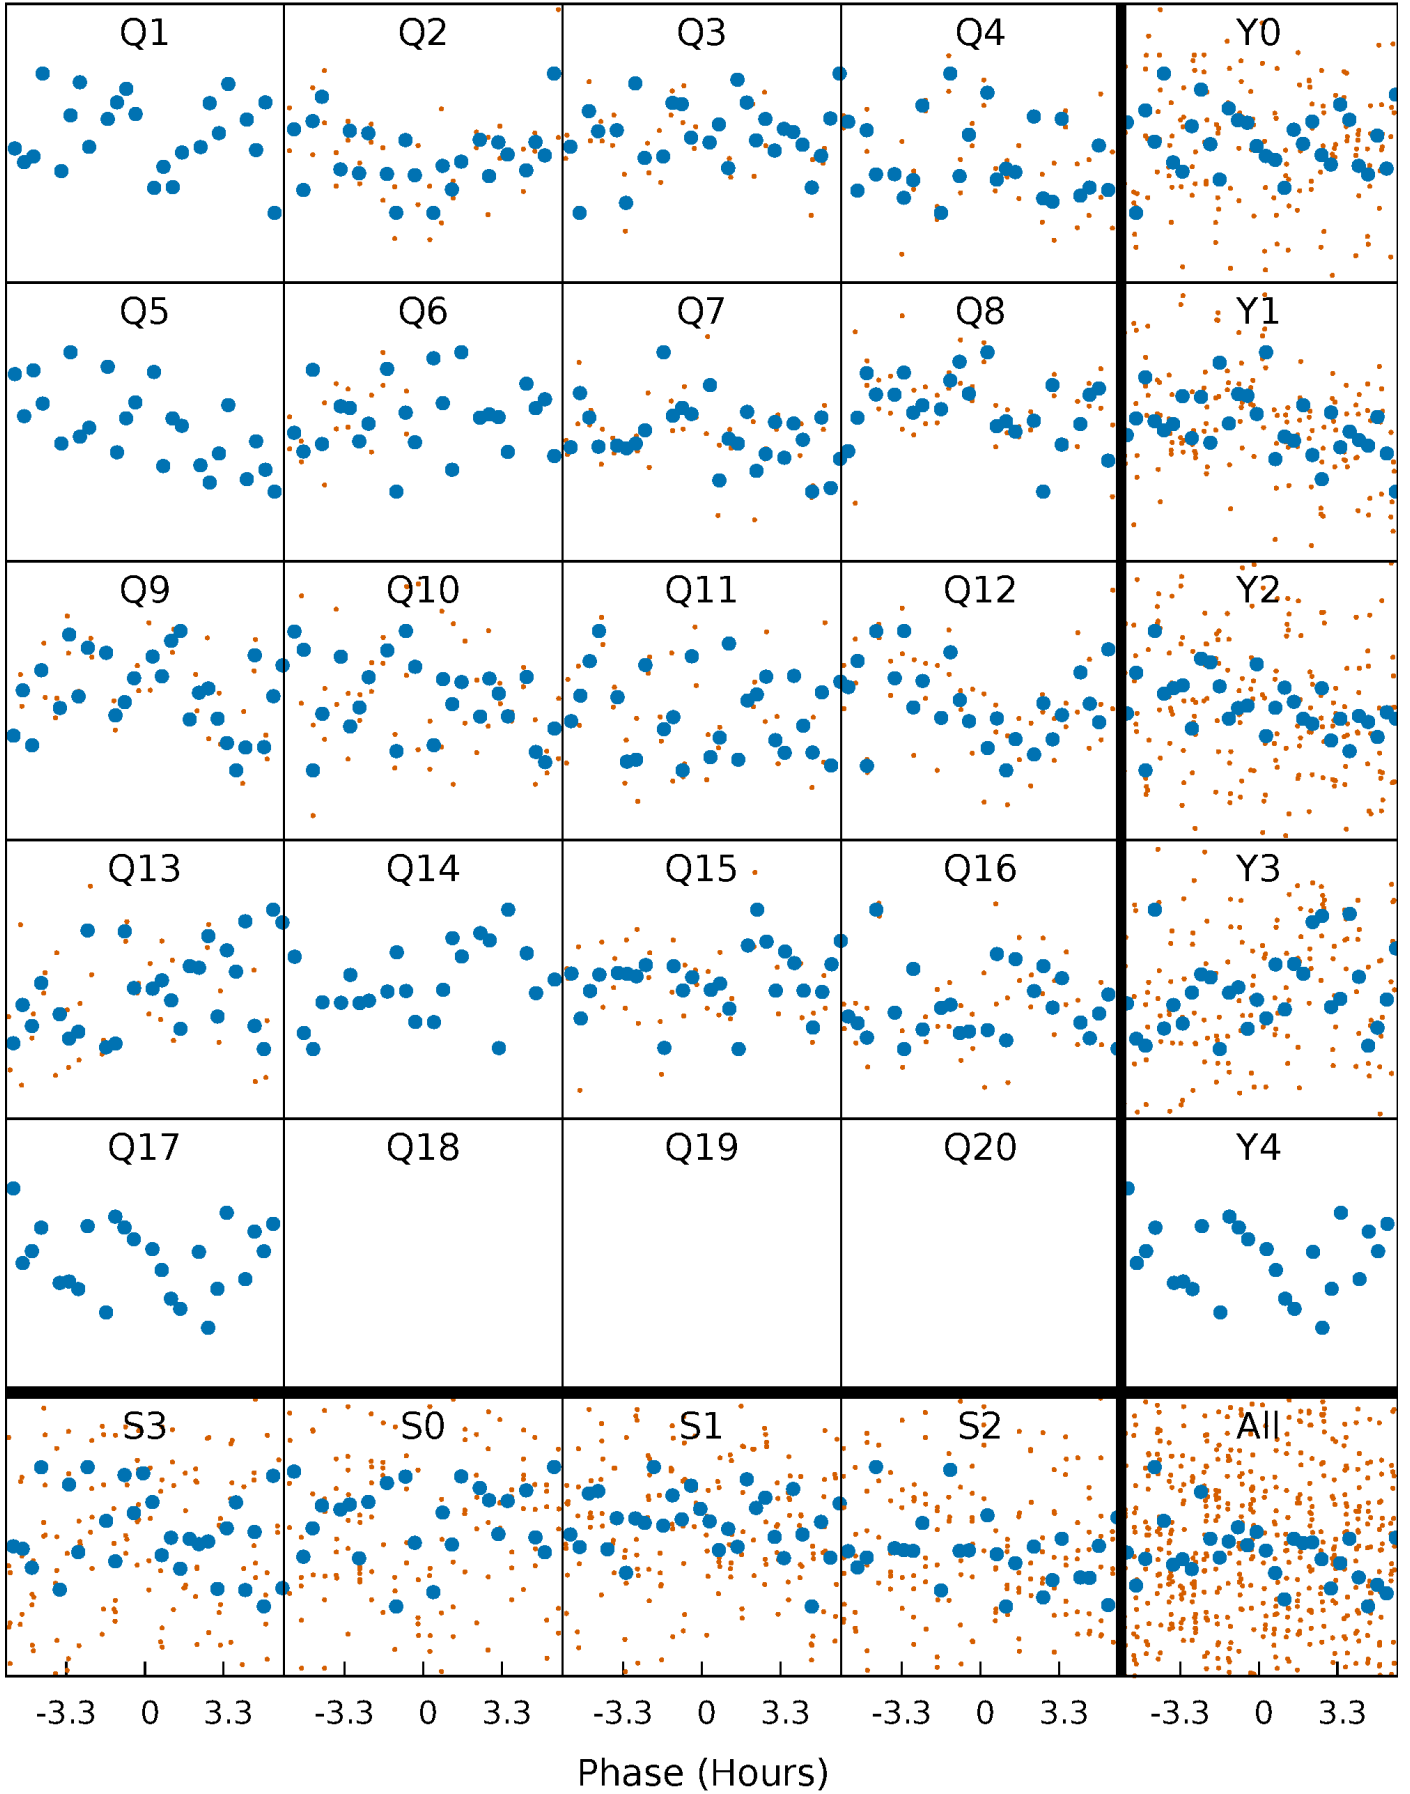 Q1 Q2 Q3 Q4 Y0
Q5 Q6 Q7 Q8 Y1
Q9 Q10 Q11 Q12 Y2
Q13 Q14 Q15 Q16 Y3
Q17 Q18 Q19 Q20 Y4
S3 S0 S1 S2 All
-3.3 0 3.3 -3.3 0 3.3 -3.3 0 3.3 -3.3 0 3.3 -3.3 0 3.3
Phase (Hours)